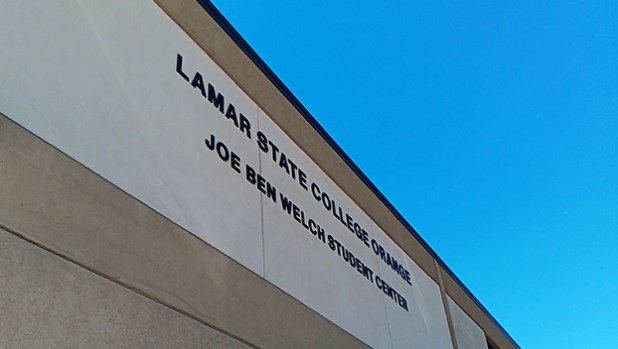 LAMAR STATE COLLEGE ORANGE
JOE BEN WELCH STUDENT CENTER